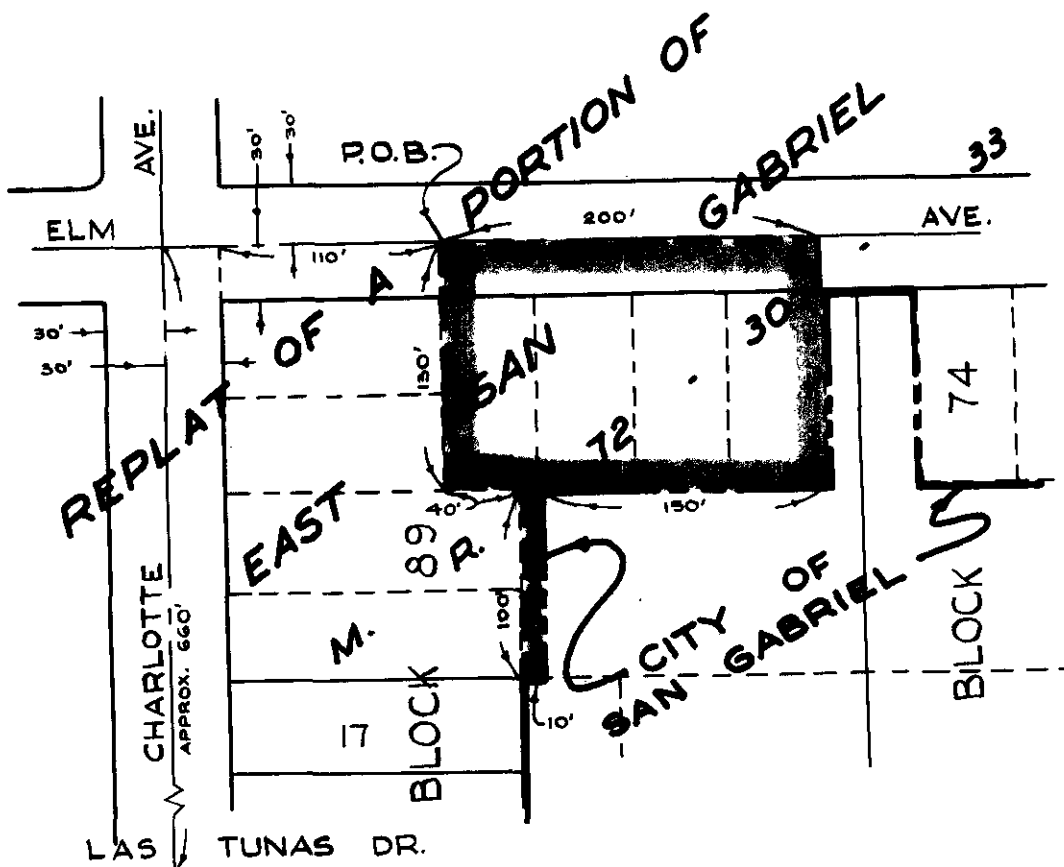 REPLAT OF A PORTION OF
EAST SAN GABRIEL
M. R. 72 30 33
AVE.
30'
30'
P.O.B.
ELM
200'
AVE.
110'
30'
30'
130'
74
40'
150'
89
100'
CITY OF
SAN GABRIEL
CHARLOTTE
APPROX. 660'
BLOCK
BLOCK
17
10'
LAS TUNAS DR.